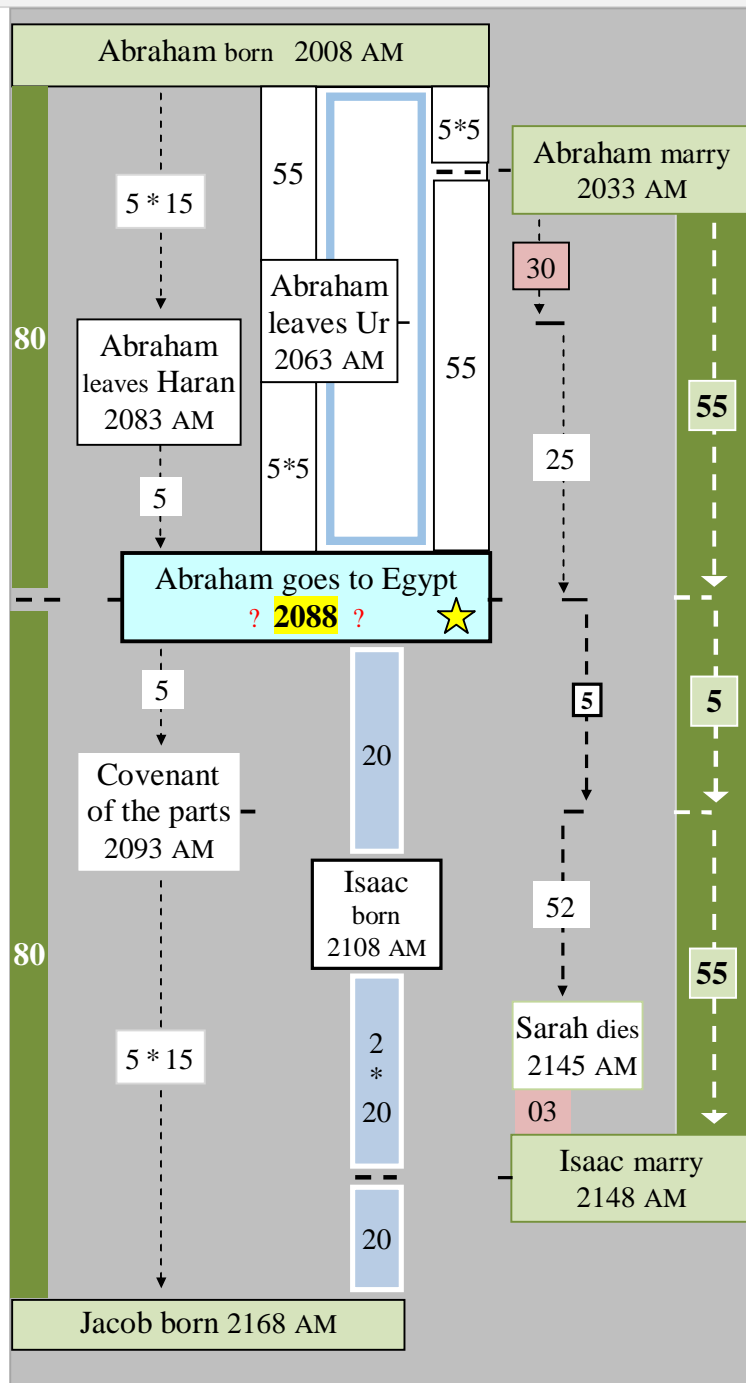 Abraham born 2008 AM
5*5
55
Abraham marry
2033 AM
5 * 15
30
Abraham
leaves Ur
2063 AM
80
Abraham
leaves Haran
2083 AM
55
55
25
5*5
5
Abraham goes to Egypt
? 2088 ?
5
5
5
20
Covenant
of the parts
2093 AM
Isaac
born
2108 AM
52
80
55
Sarah dies
2145 AM
5 * 15
2
*
20
03
Isaac marry
2148 AM
20
Jacob born 2168 AM